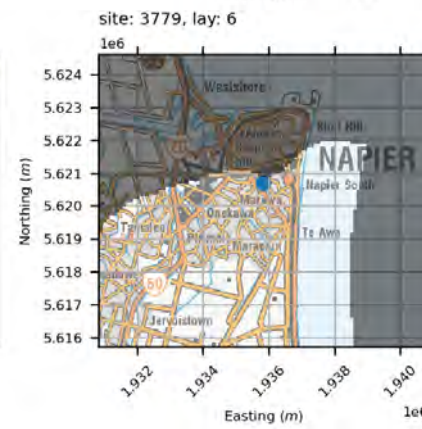 site: 3779, lay: 6
1e6
5.624
5.623
5.622
5.621
5.620
5.619
5.618
5.617
5.616
Northing (m)
Westshore
Bluff Hill
NAPIER
Napier South
Marewa
Onekawa
Tamatea
Pirimai
Maraenui
Te Awa
50
Jervoistown
1.932
1.934
1.936
1.938
1.940
1e6
Easting (m)